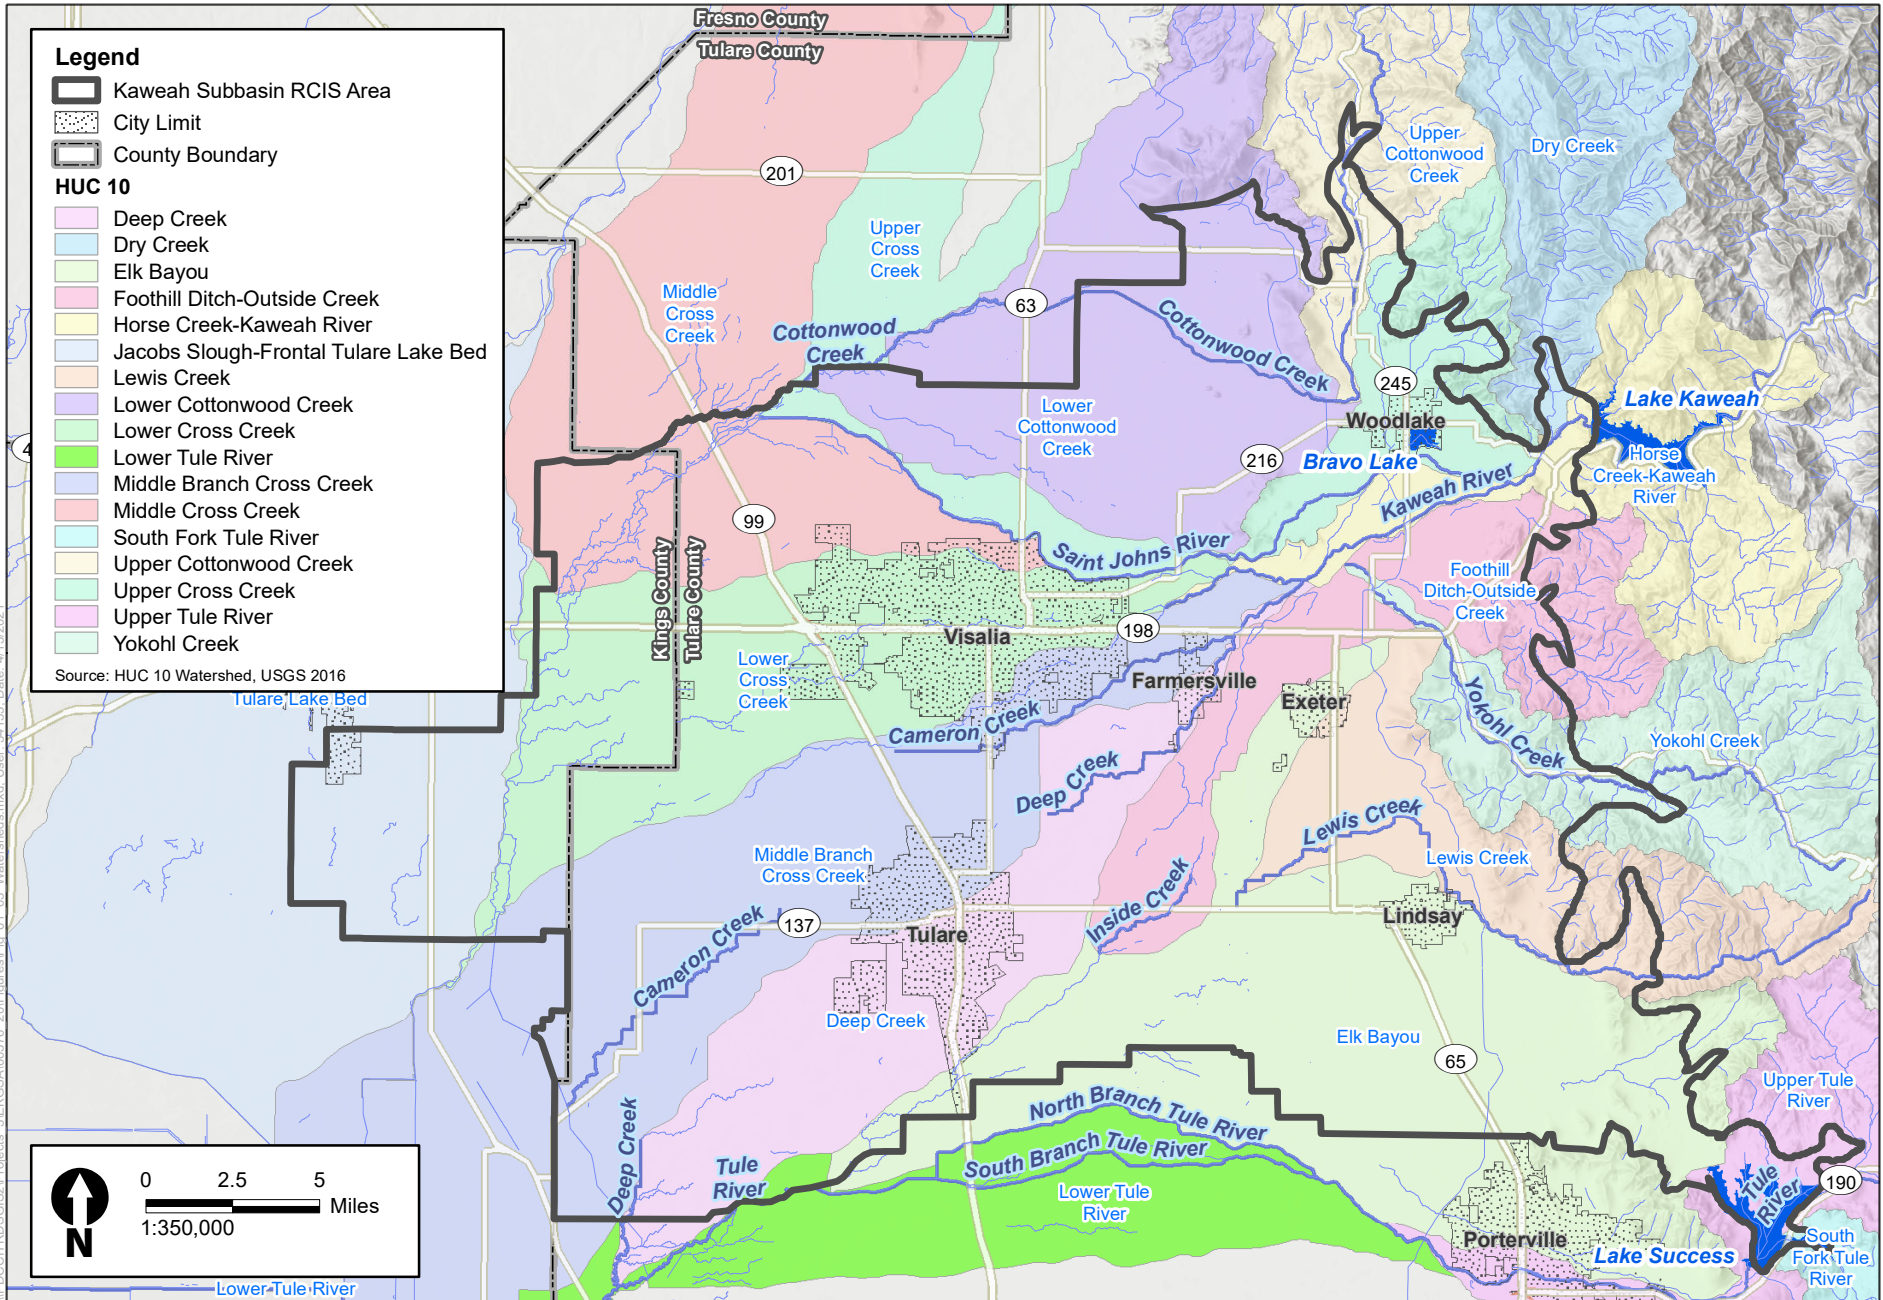 Fresno County
Tulare County
Legend
Kaweah Subbasin RCIS Area
City Limit
County Boundary
HUC 10
Deep Creek
Dry Creek
Elk Bayou
Foothill Ditch-Outside Creek
Horse Creek-Kaweah River
Jacobs Slough-Frontal Tulare Lake Bed
Lewis Creek
Lower Cottonwood Creek
Lower Cross Creek
Lower Tule River
Middle Branch Cross Creek
Middle Cross Creek
South Fork Tule River
Upper Cottonwood Creek
Upper Cross Creek
Upper Tule River
Yokohl Creek
Source: HUC 10 Watershed, USGS 2016
201
Upper
Cottonwood
Creek
Dry Creek
Upper
Cross
Creek
Middle
Cross
Creek
63
Cottonwood
Creek
Cottonwood Creek
245
Woodlake
Lake Kaweah
Lower
Cottonwood
Creek
216
Bravo Lake
Horse
Creek-Kaweah
River
Kaweah River
4
99
Saint Johns River
Kings County
Tulare County
Foothill
Ditch-Outside
Creek
Visalia
198
Lower
Cross
Creek
Farmersville
Exeter
Tulare Lake Bed
Cameron Creek
Yokohl Creek
Yokohl Creek
Deep Creek
Lewis Creek
Lewis Creek
Middle Branch
Cross Creek
Inside Creek
Lindsay
137
Tulare
Cameron Creek
Deep Creek
Elk Bayou
65
Upper Tule
River
North Branch Tule River
South Branch Tule River
Deep Creek
Tule
River
Lower Tule
River
Tule
River
190
Porterville
Lake Success
South
Fork Tule
River
0 2.5 5
Miles
1:350,000
N
Lower Tule River